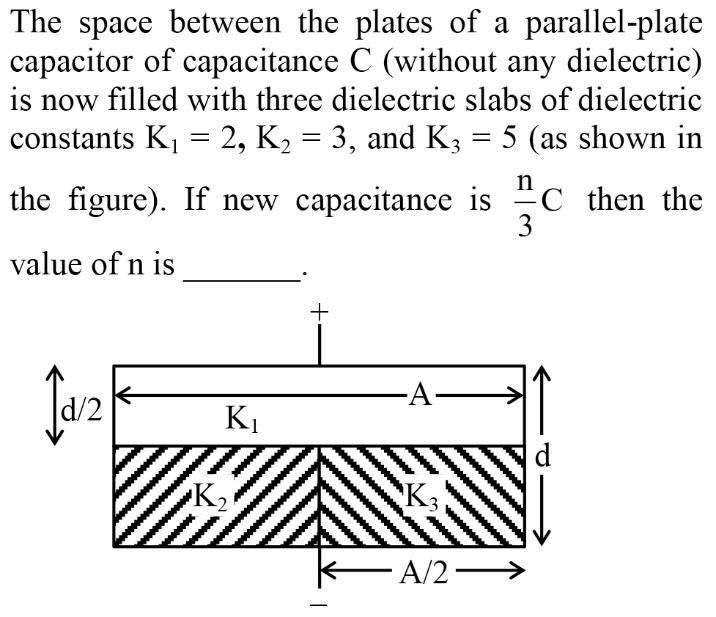 The space between the plates of a parallel-plate
capacitor of capacitance C (without any dielectric)
is now filled with three dielectric slabs of dielectric
constants K₁ = 2, K₂ = 3, and K₃ = 5 (as shown in
the figure). If new capacitance is n/3 C then the
value of n is ________.
+
d/2
A
K₁
d
K₂
K₃
A/2
–